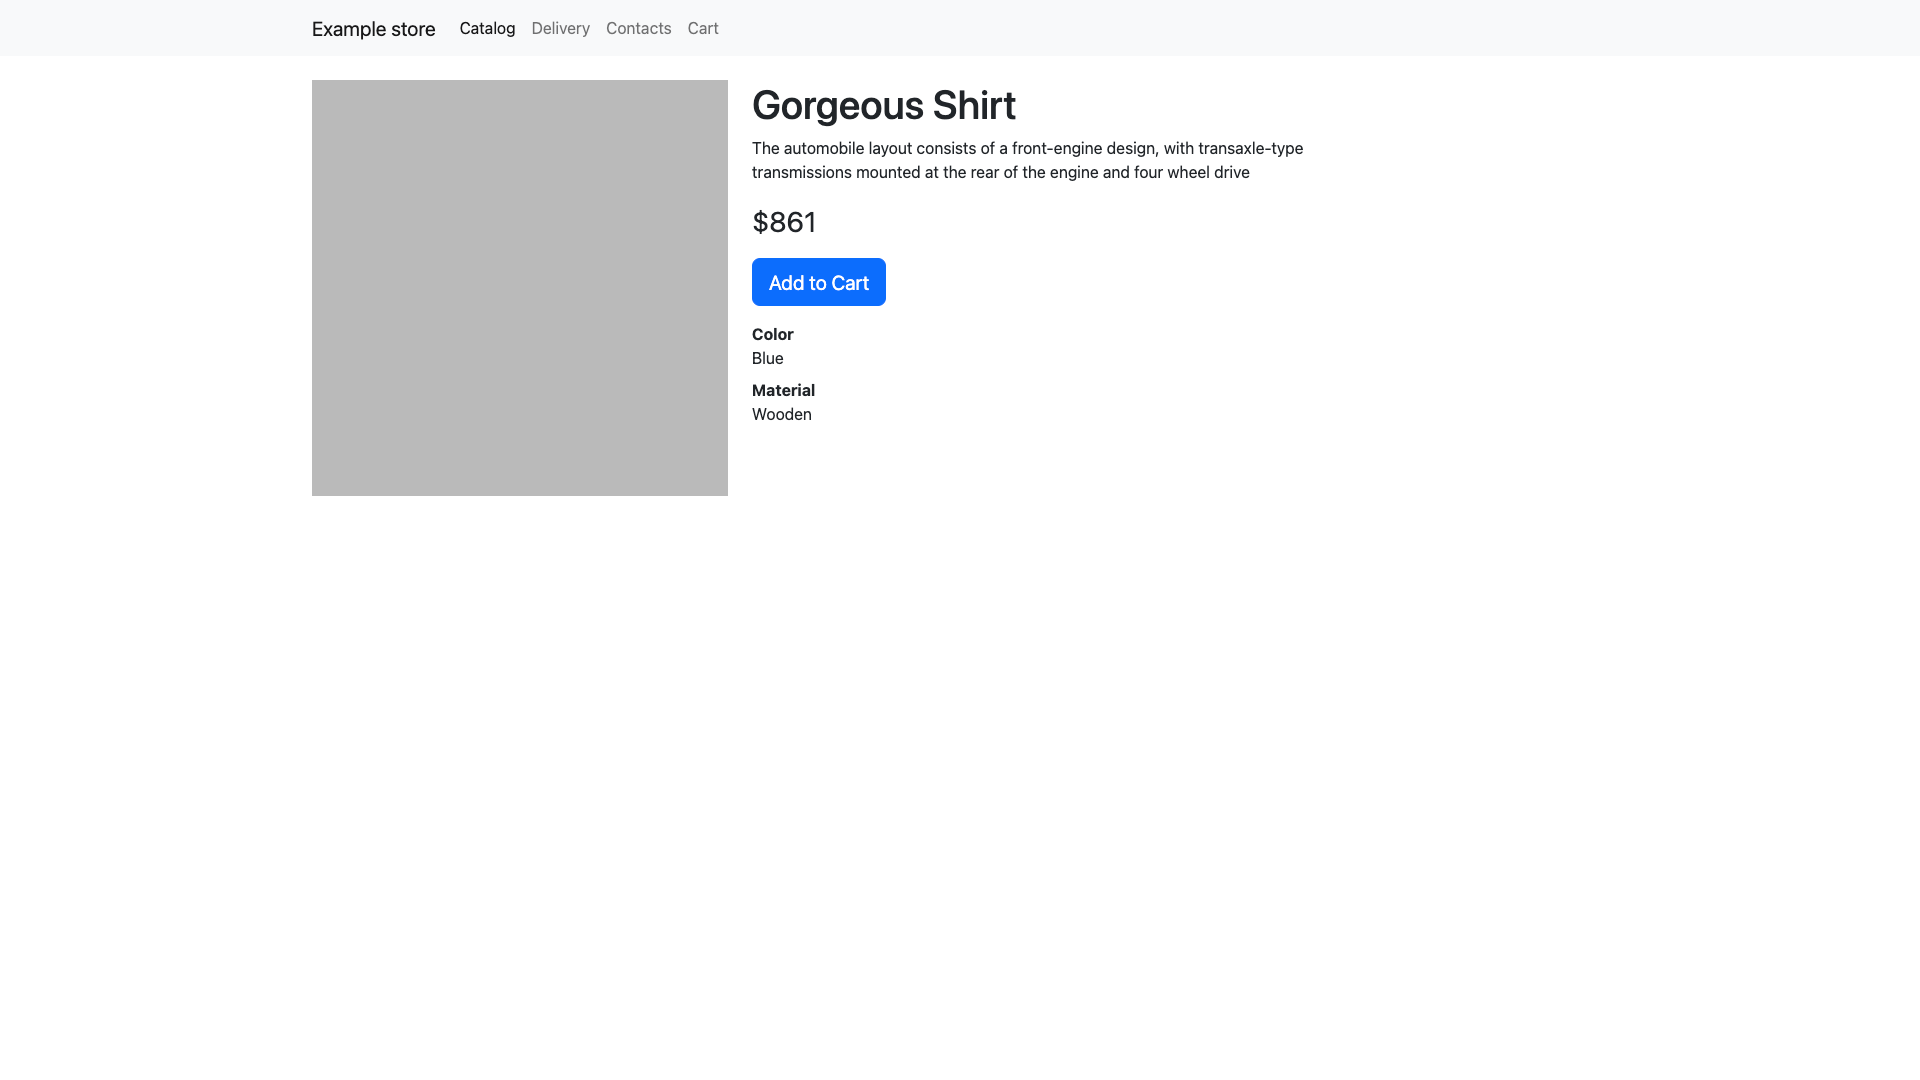 Example store Catalog Delivery Contacts Cart
Gorgeous Shirt
The automobile layout consists of a front-engine design, with transaxle-type
transmissions mounted at the rear of the engine and four wheel drive
$861
Add to Cart
Color
Blue
Material
Wooden